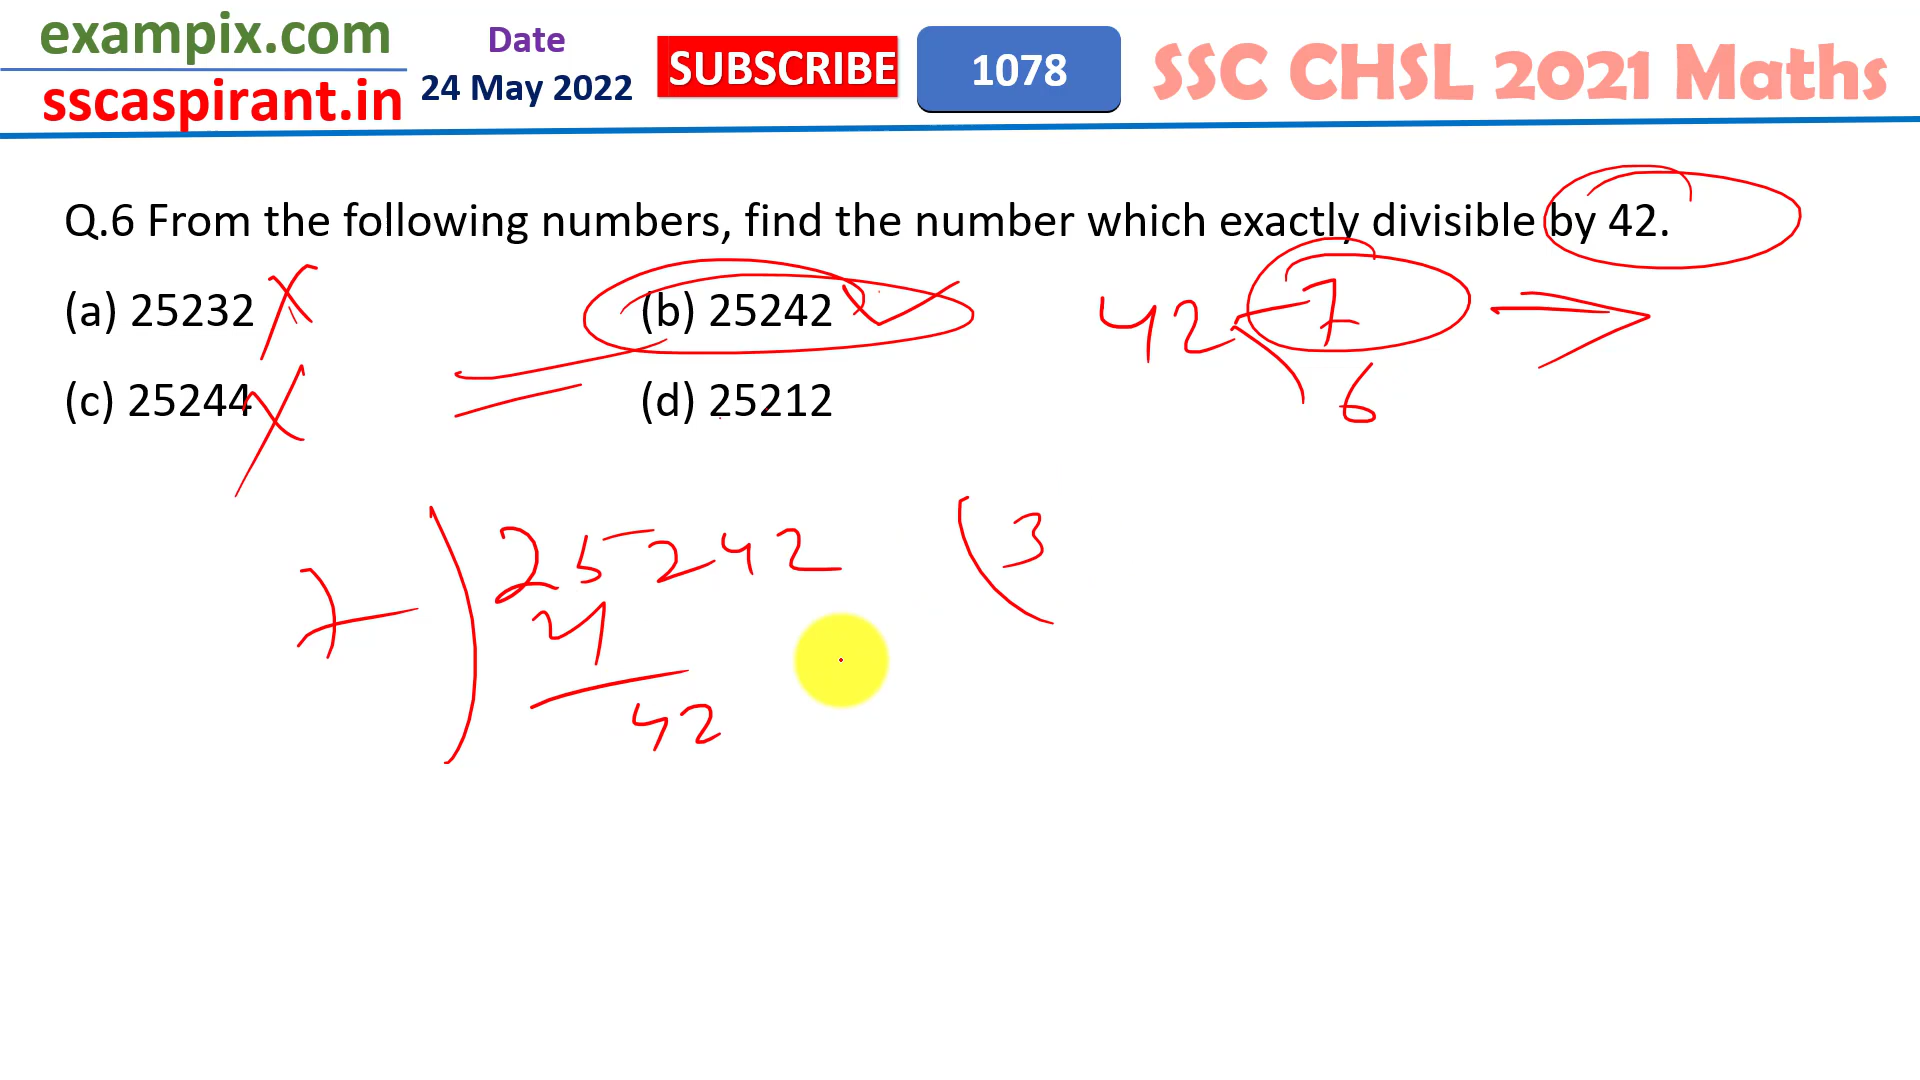 exampix.com
sscaspirant.in
Date
24 May 2022
SUBSCRIBE
1078
SSC CHSL 2021 Maths
Q.6 From the following numbers, find the number which exactly divisible by 42.
(a) 25232
(b) 25242
(c) 25244
(d) 25212
42 7
6
7 ) 25242 ( 3
21
42